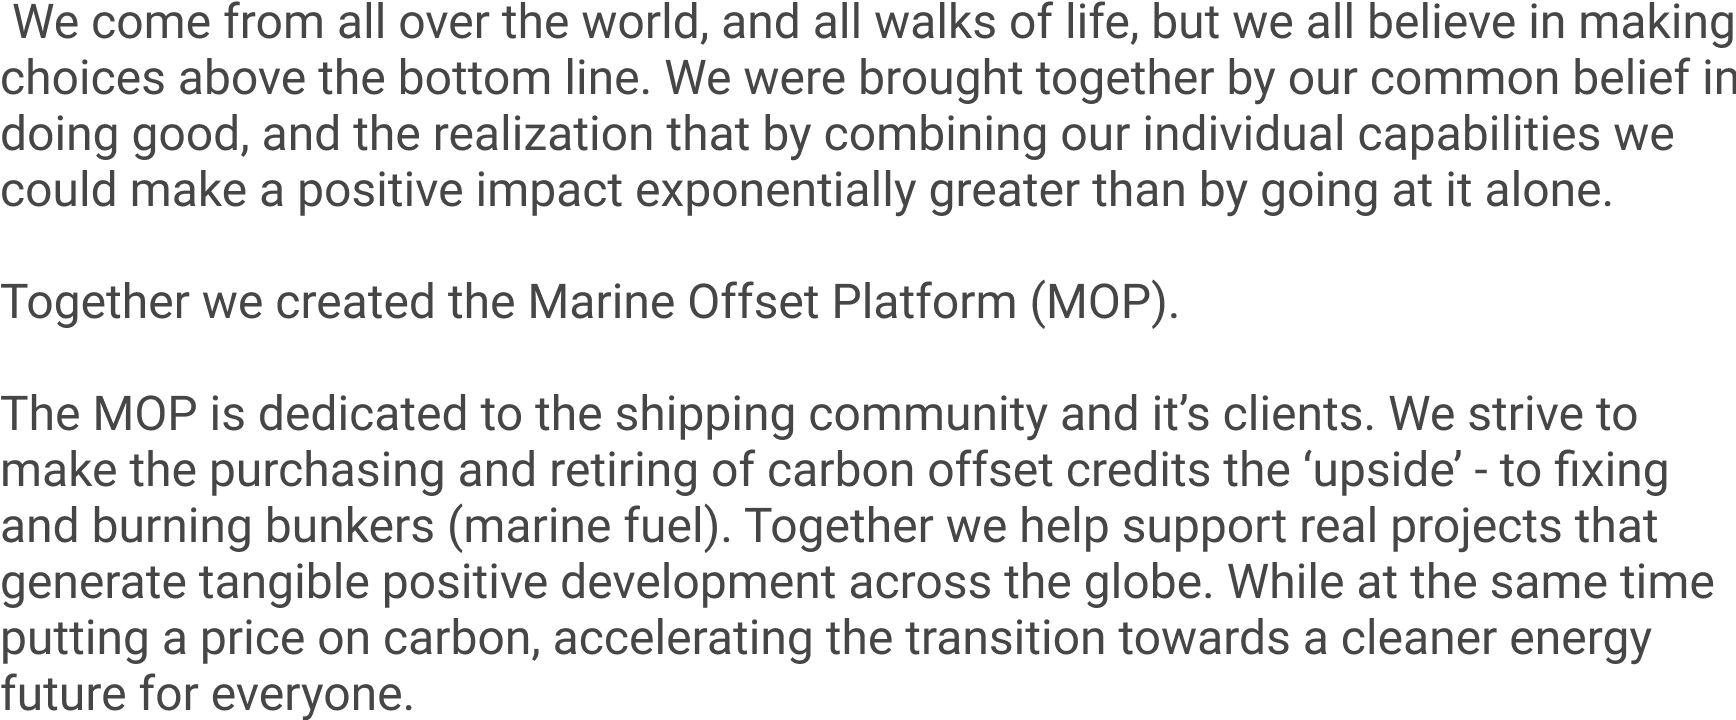 We come from all over the world, and all walks of life, but we all believe in making
choices above the bottom line. We were brought together by our common belief in
doing good, and the realization that by combining our individual capabilities we
could make a positive impact exponentially greater than by going at it alone.
Together we created the Marine Offset Platform (MOP).
The MOP is dedicated to the shipping community and it’s clients. We strive to
make the purchasing and retiring of carbon offset credits the ‘upside’ - to fixing
and burning bunkers (marine fuel). Together we help support real projects that
generate tangible positive development across the globe. While at the same time
putting a price on carbon, accelerating the transition towards a cleaner energy
future for everyone.